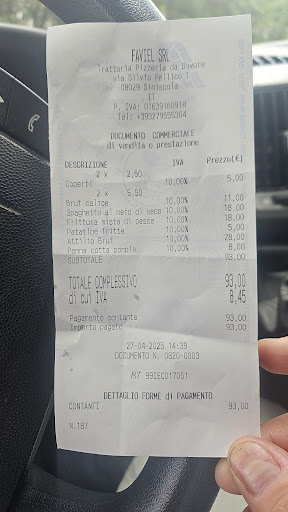 FAVIEL SRL
Trattoria Pizzeria da Bovore
via Silvio Pellico 1
08029 Siniscola
IT
P. IVA: 01639160918
Tel: +393279555304
DOCUMENTO COMMERCIALE
di vendita o prestazione
DESCRIZIONE IVA Prezzo(€)
2 x 2,50
Coperti 10,00% 5,00
2 x 5,50
Brut calice 10,00% 11,00
Spaghetto al nero di sepp 10,00% 18,00
Frittura mista di pesce 10,00% 18,00
Patatine fritte 10,00% 5,00
Attilio Brut 10,00% 28,00
Panna cotta pompia 10,00% 8,00
SUBTOTALE 93,00
TOTALE COMPLESSIVO 93,00
di cui IVA 8,45
Pagamento contante 93,00
Importo pagato 93,00
27-04-2025 14:39
DOCUMENTO N. 0820-0003
RT 99IEC017051
DETTAGLIO FORME di PAGAMENTO
CONTANTI 93,00
N.187